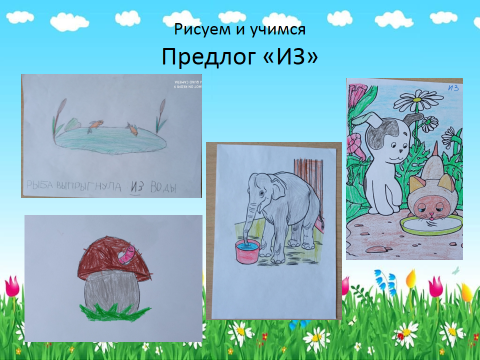 Рисуем и учимся
Предлог «ИЗ»
ИЗ
РЫБА ВЫПРЫГНУЛА ИЗ ВОДЫ